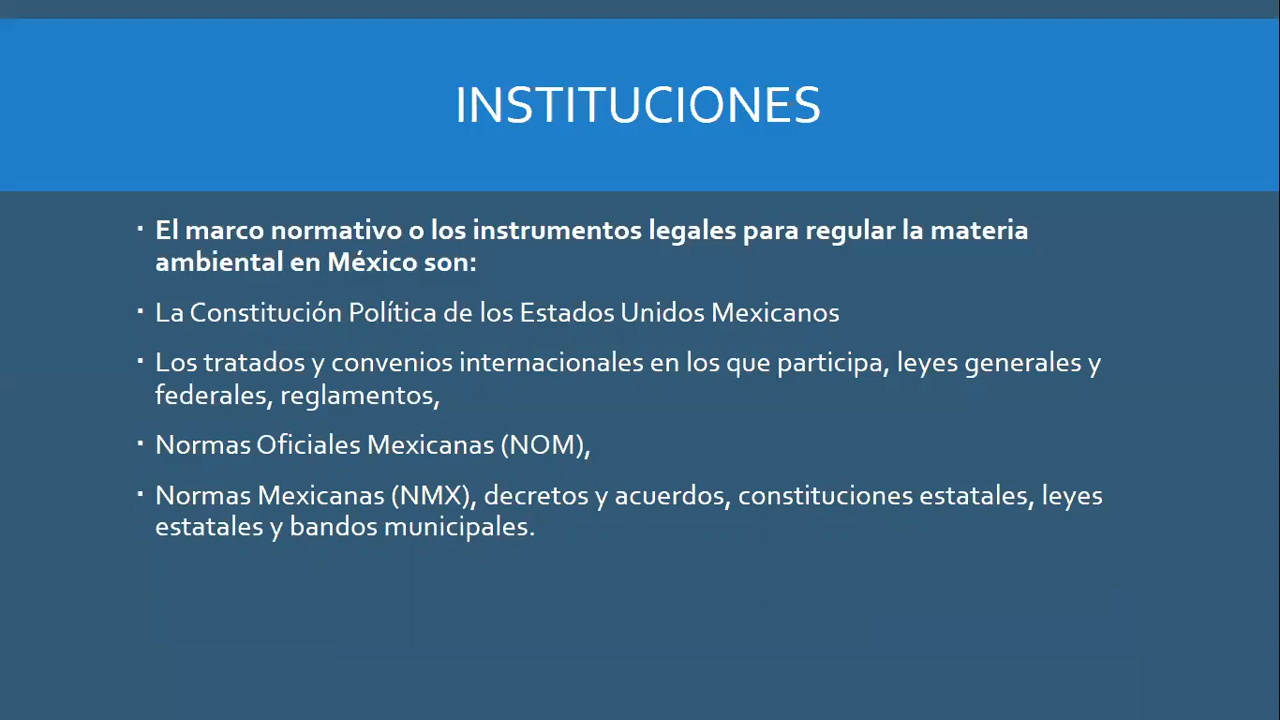 INSTITUCIONES
▪ El marco normativo o los instrumentos legales para regular la materia
ambiental en México son:
▪ La Constitución Política de los Estados Unidos Mexicanos
▪ Los tratados y convenios internacionales en los que participa, leyes generales y
federales, reglamentos,
▪ Normas Oficiales Mexicanas (NOM),
▪ Normas Mexicanas (NMX), decretos y acuerdos, constituciones estatales, leyes
estatales y bandos municipales.